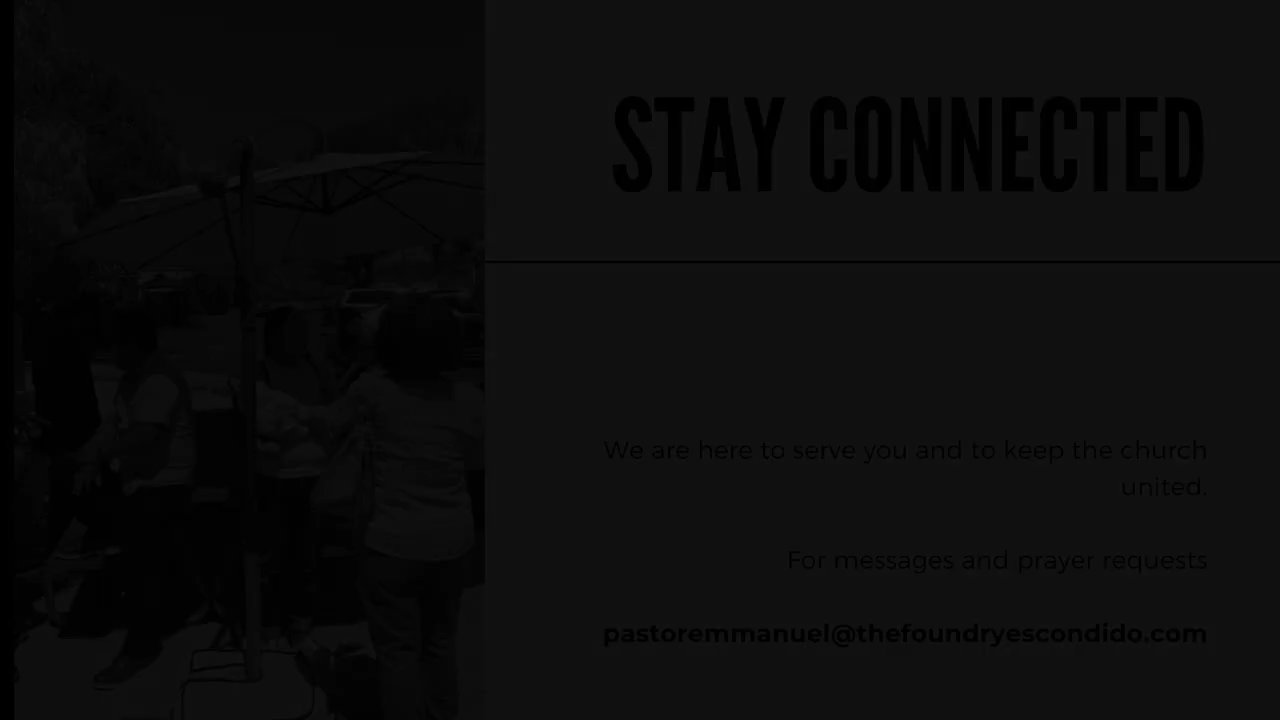 STAY CONNECTED
We are here to serve you and to keep the church
united.
For messages and prayer requests
pastoremmanuel@thefoundryescondido.com